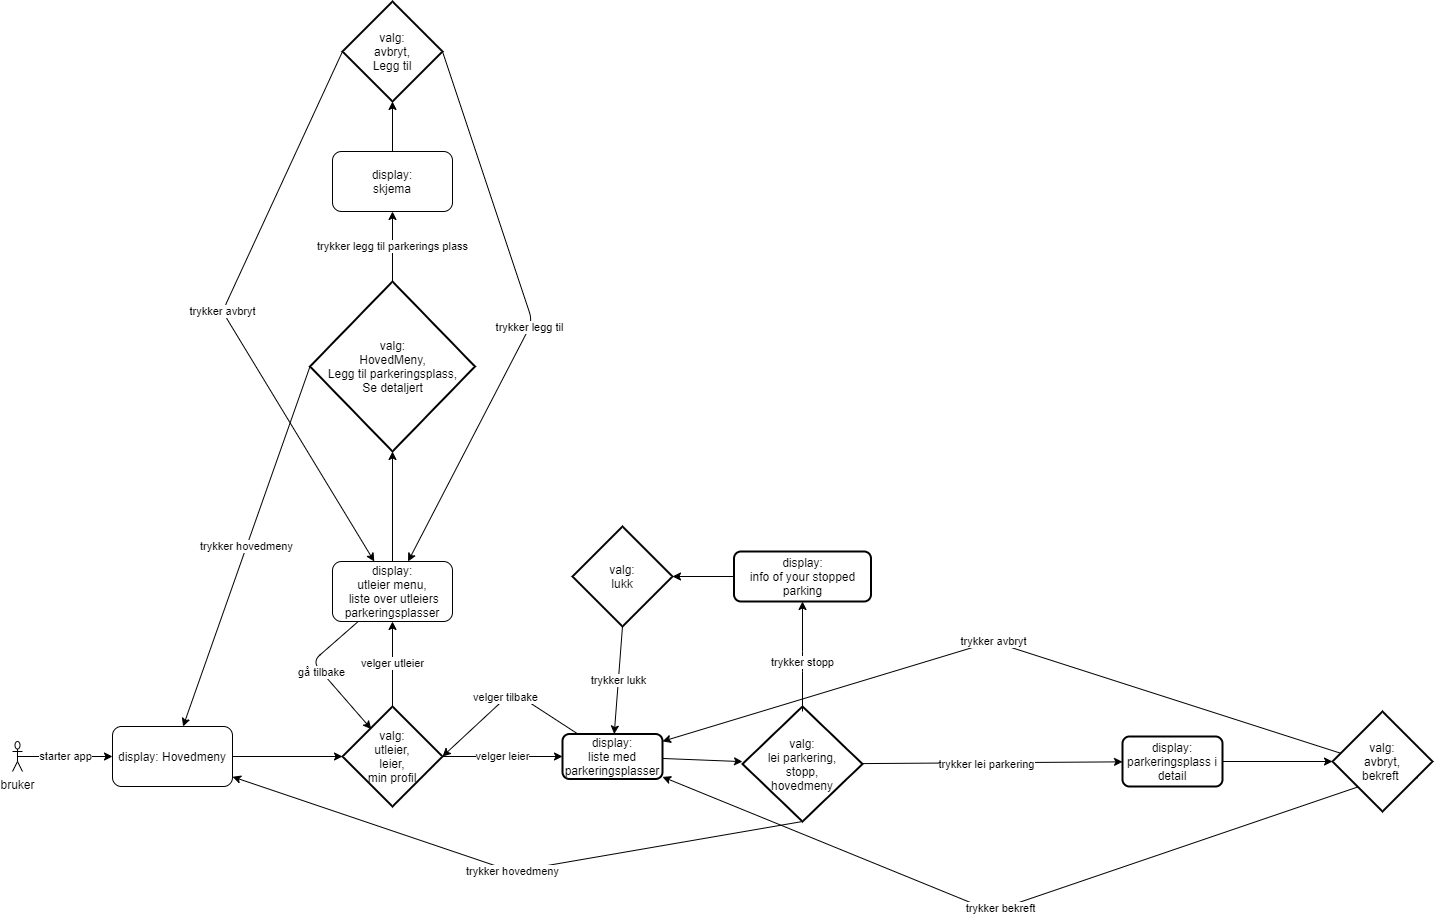 valg:
avbryt,
Legg til
display:
skjema
trykker legg til parkerings plass
trykker avbryt
trykker legg til
valg:
HovedMeny,
Legg til parkeringsplass,
Se detaljert
trykker hovedmeny
display:
utleier menu,
liste over utleiers
parkeringsplasser
gå tilbake
velger utleier
valg:
lukk
display:
info of your stopped
parking
trykker lukk
trykker stopp
trykker avbryt
velger tilbake
bruker
starter app
display: Hovedmeny
valg:
utleier,
leier,
min profil
velger leier
display:
liste med
parkeringsplasser
valg:
lei parkering,
stopp,
hovedmeny
trykker lei parkering
display:
parkeringsplass i
detail
valg:
avbryt,
bekreft
trykker hovedmeny
trykker bekreft